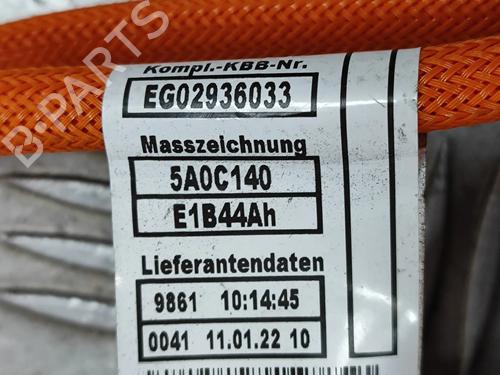 B-PARTS
Kompl.-KBB-Nr.
EG02936033
Masszeichnung
5A0C140
E1B44Ah
Lieferantendaten
9861 10:14:45
0041 11.01.22 10